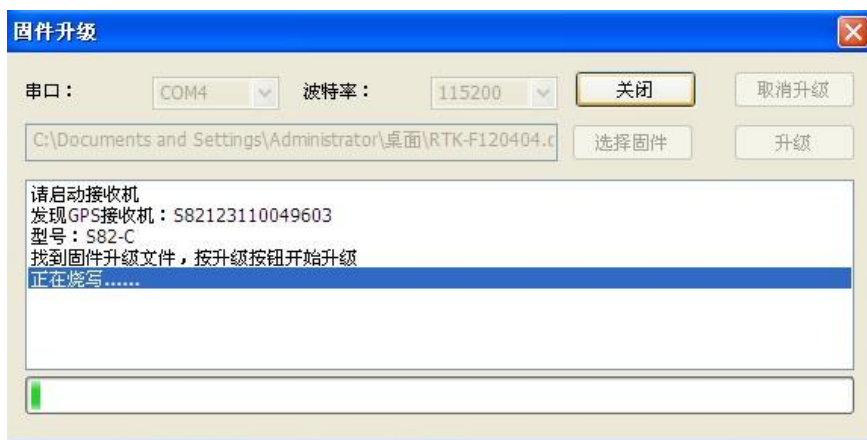 固件升级
串口： COM4 波特率： 115200 关闭 取消升级
C:\Documents and Settings\Administrator\桌面\RTK-F120404.c 选择固件 升级
请启动接收机
发现GPS接收机：S82123110049603
型号：S82-C
找到固件升级文件，按升级按钮开始升级
正在烧写......